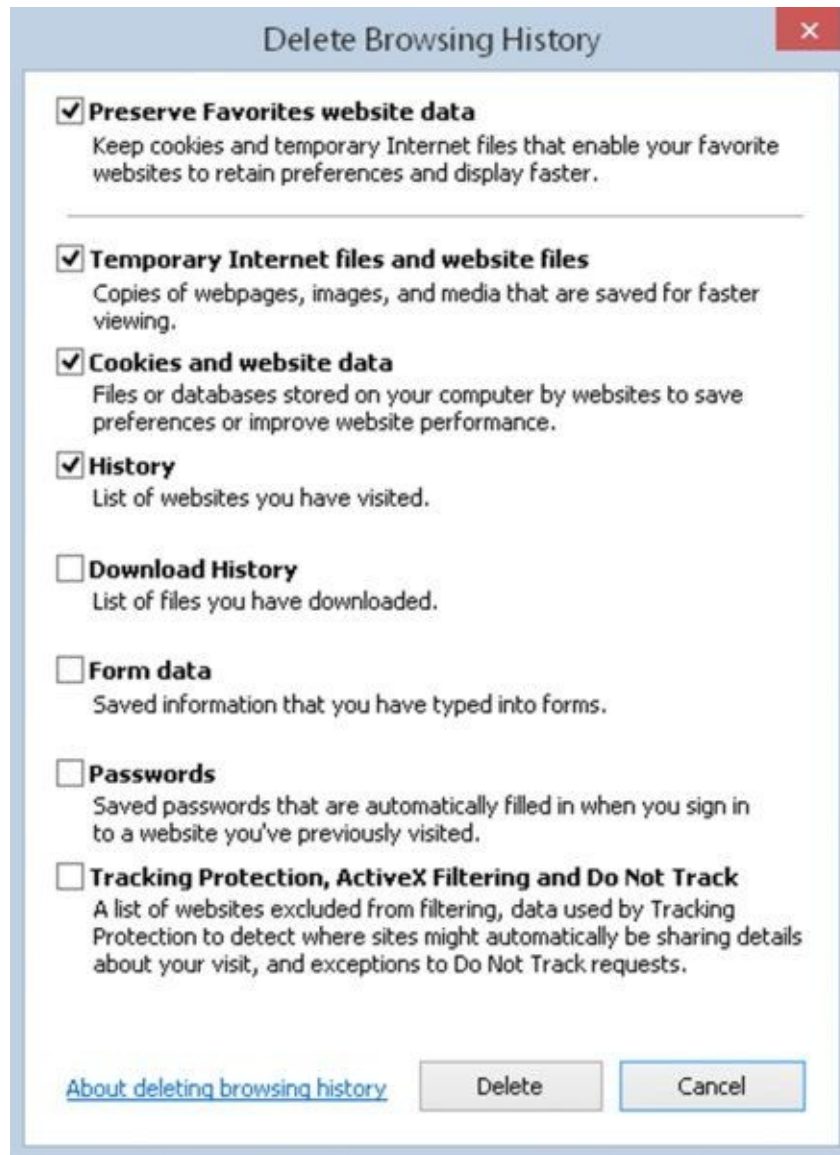 Delete Browsing History
Preserve Favorites website data
Keep cookies and temporary Internet files that enable your favorite
websites to retain preferences and display faster.
Temporary Internet files and website files
Copies of webpages, images, and media that are saved for faster
viewing.
Cookies and website data
Files or databases stored on your computer by websites to save
preferences or improve website performance.
History
List of websites you have visited.
Download History
List of files you have downloaded.
Form data
Saved information that you have typed into forms.
Passwords
Saved passwords that are automatically filled in when you sign in
to a website you've previously visited.
Tracking Protection, ActiveX Filtering and Do Not Track
A list of websites excluded from filtering, data used by Tracking
Protection to detect where sites might automatically be sharing details
about your visit, and exceptions to Do Not Track requests.
About deleting browsing history Delete Cancel